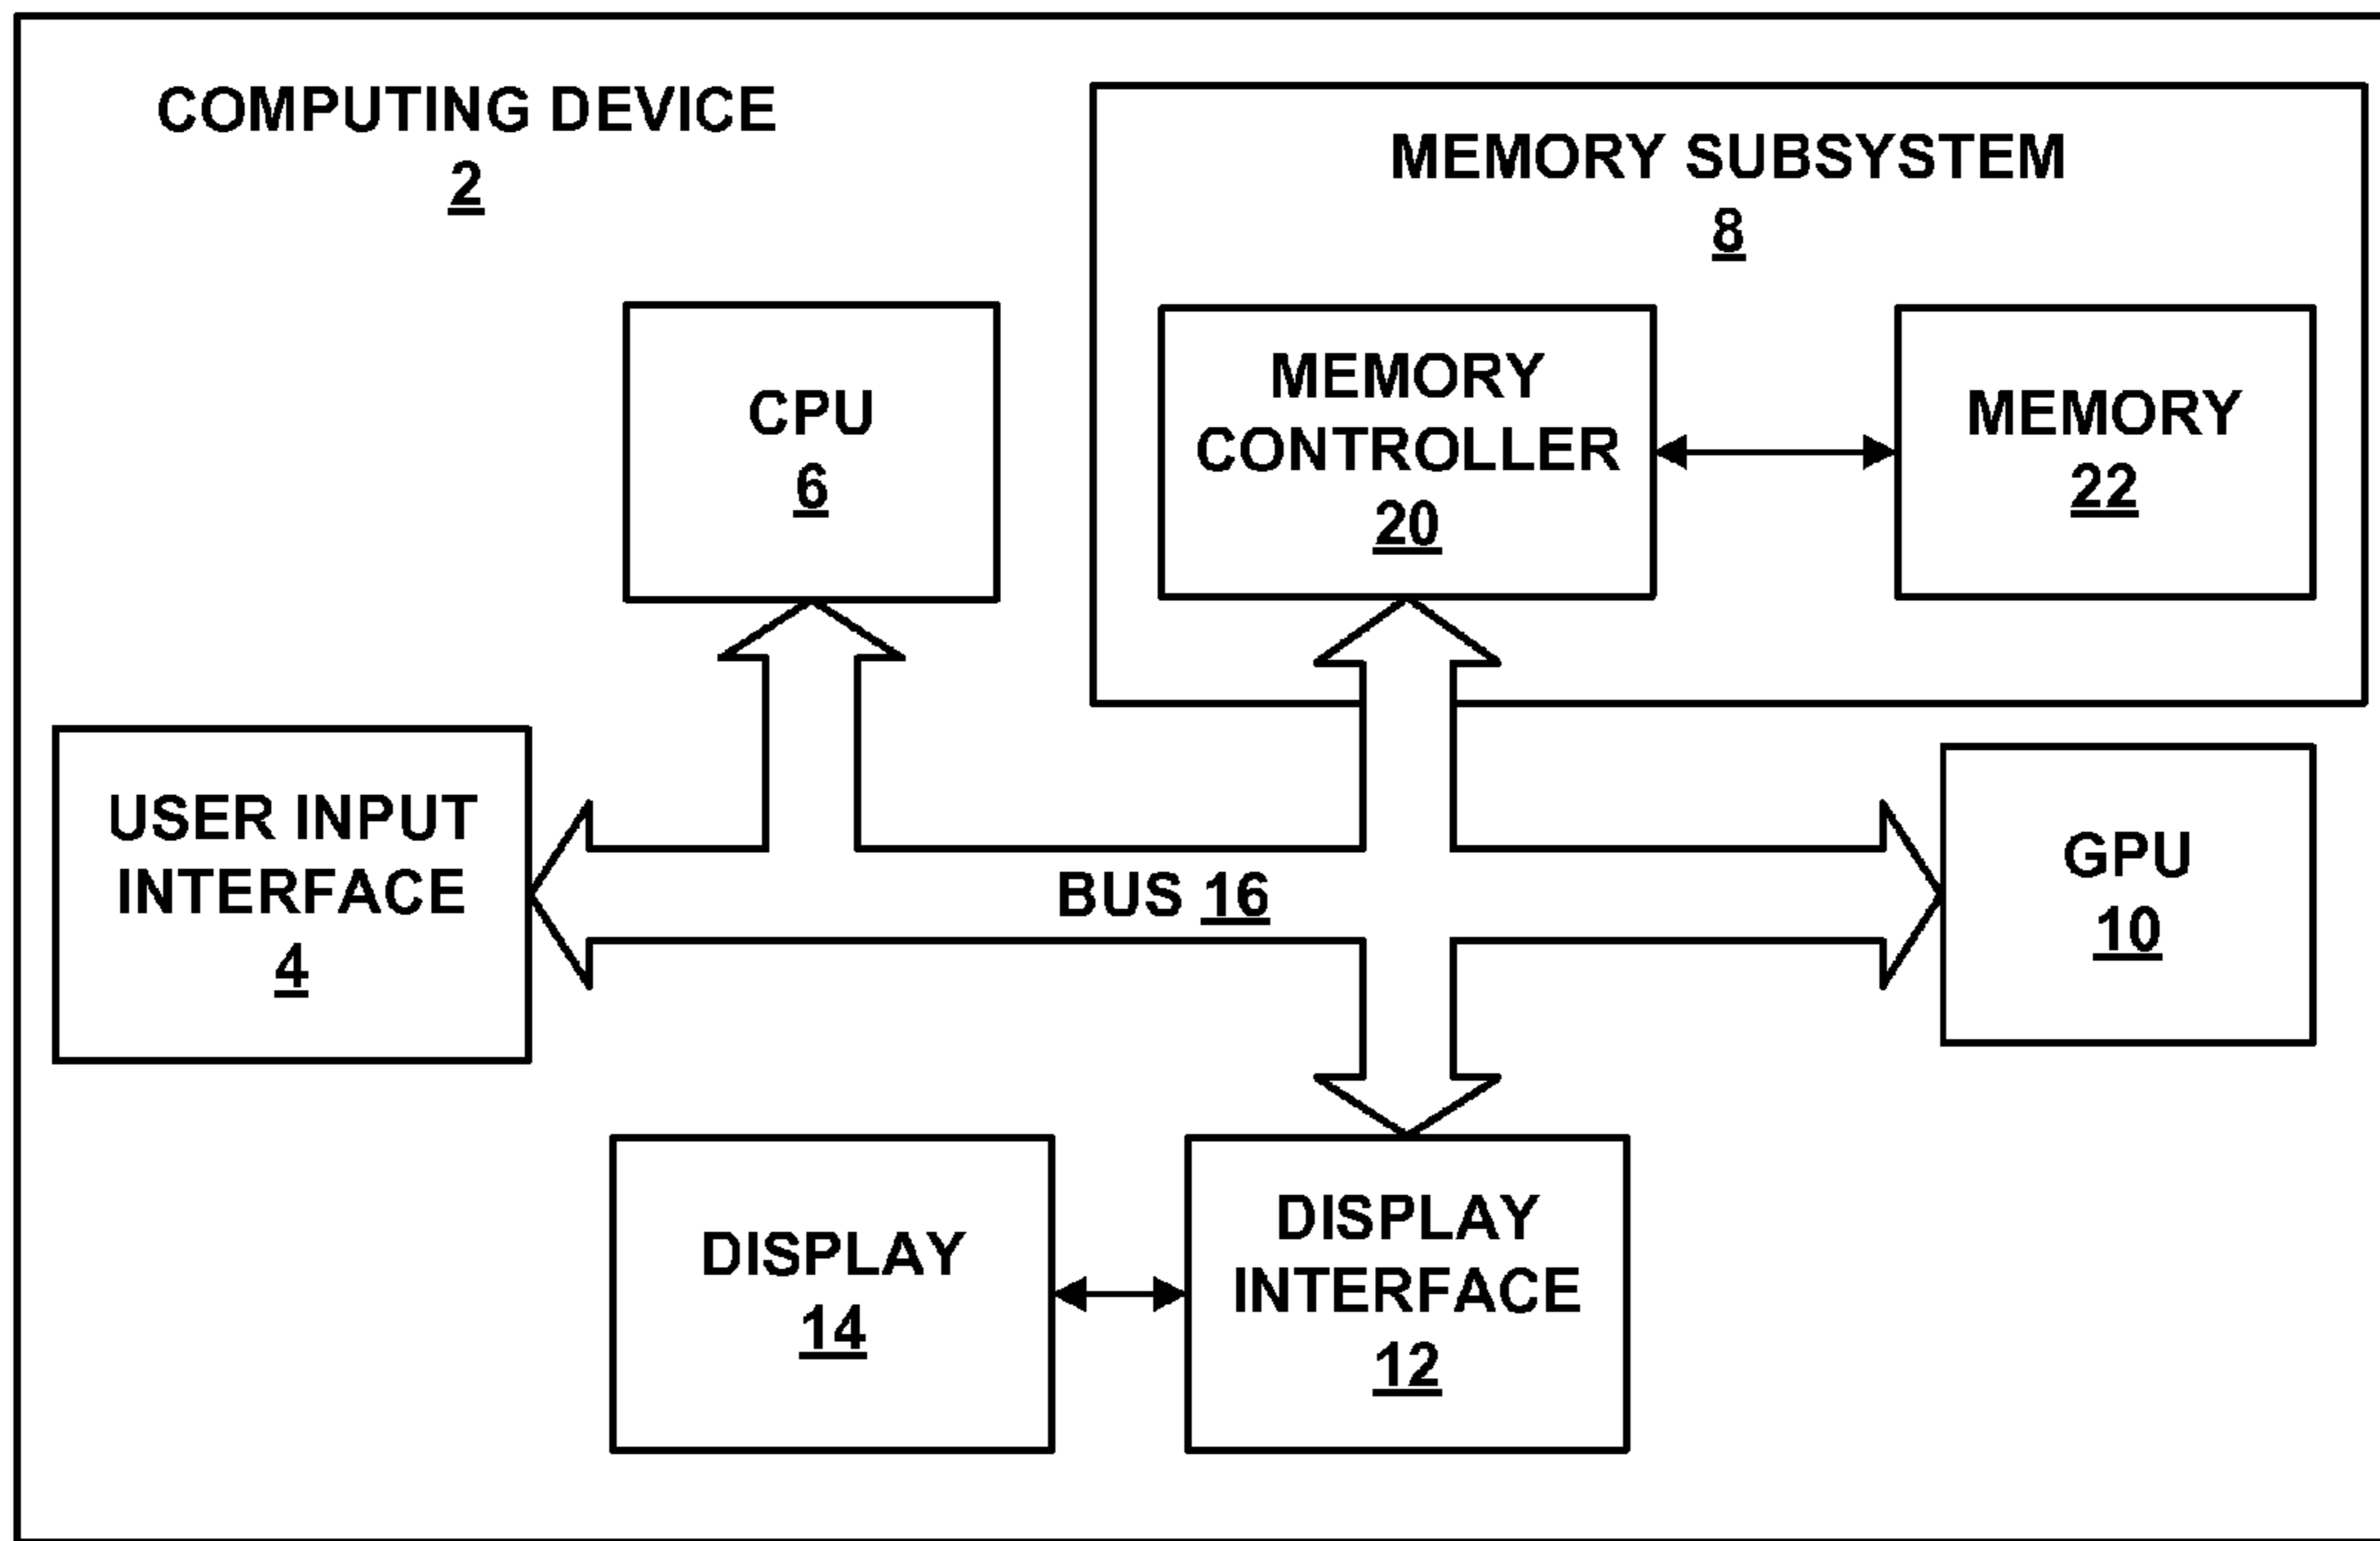 COMPUTING DEVICE
2
MEMORY SUBSYSTEM
8
CPU
6
MEMORY
CONTROLLER
20
MEMORY
22
USER INPUT
INTERFACE
4
BUS 16
GPU
10
DISPLAY
14
DISPLAY
INTERFACE
12